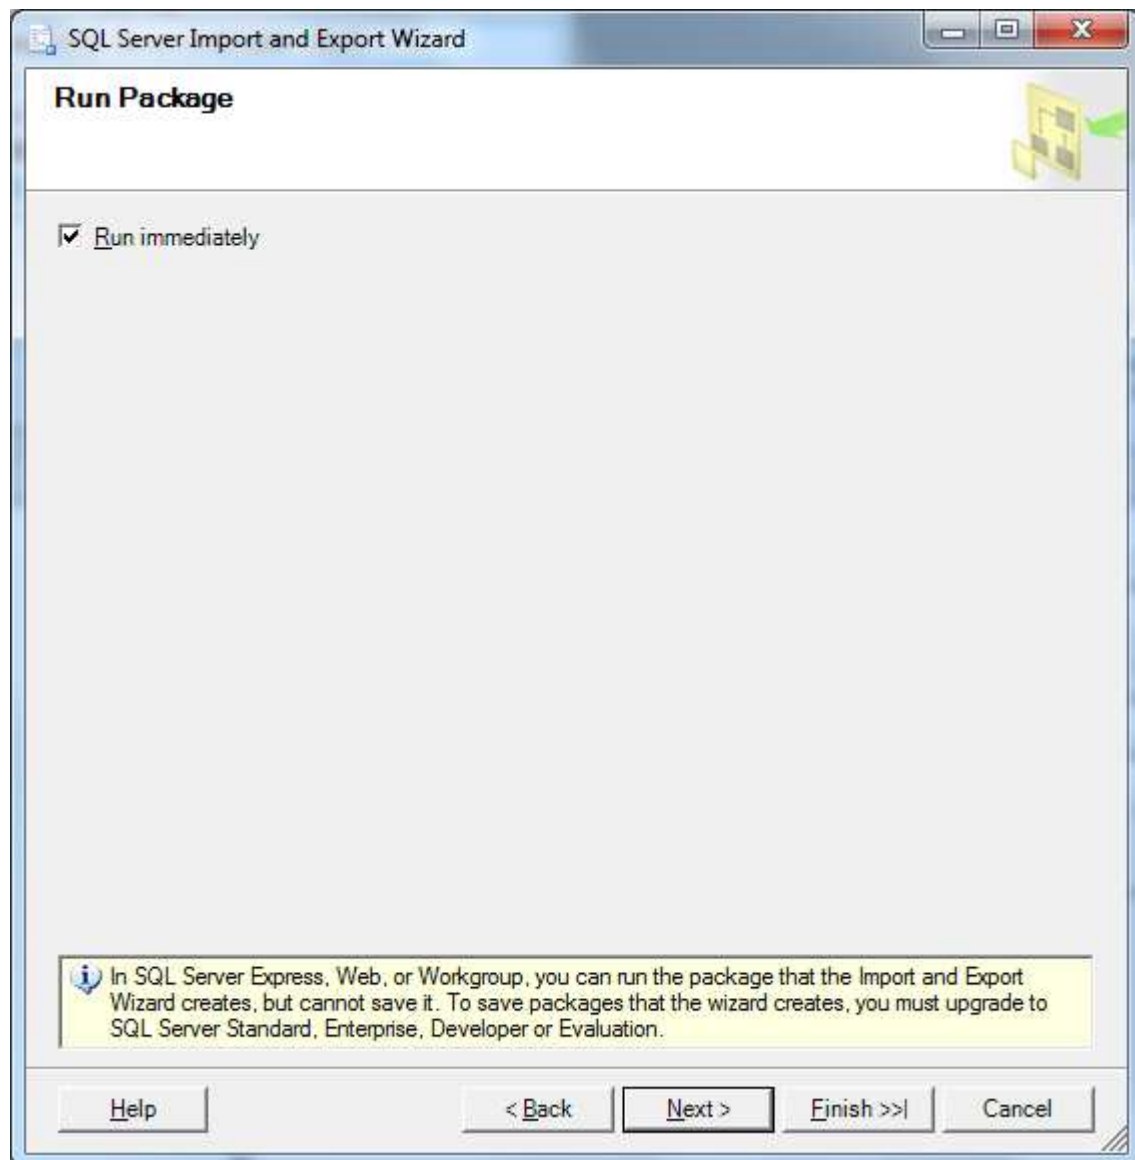 SQL Server Import and Export Wizard
Run Package
Run immediately
In SQL Server Express, Web, or Workgroup, you can run the package that the Import and Export
Wizard creates, but cannot save it. To save packages that the wizard creates, you must upgrade to
SQL Server Standard, Enterprise, Developer or Evaluation.
Help < Back Next > Finish >>| Cancel